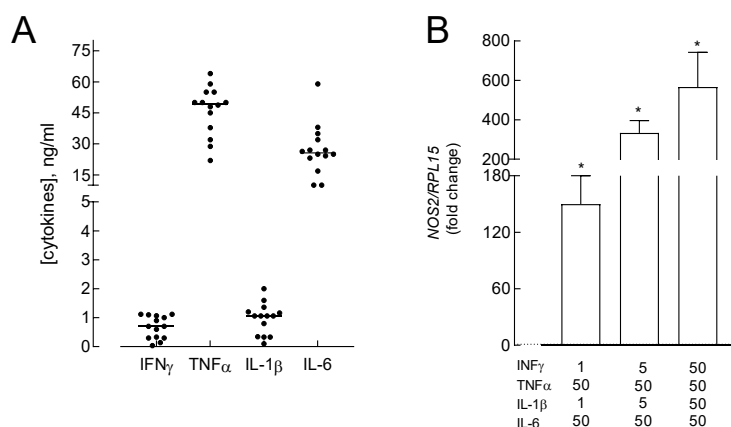 A
[cytokines], ng/ml
75
60
45
30
15
5
4
3
2
1
0
IFNγ TNFα IL-1β IL-6
B
NOS2/RPL15
(fold change)
800
600
400
200
180
120
60
0
* * *
INFγ 1 5 50
TNFα 50 50 50
IL-1β 1 5 50
IL-6 50 50 50